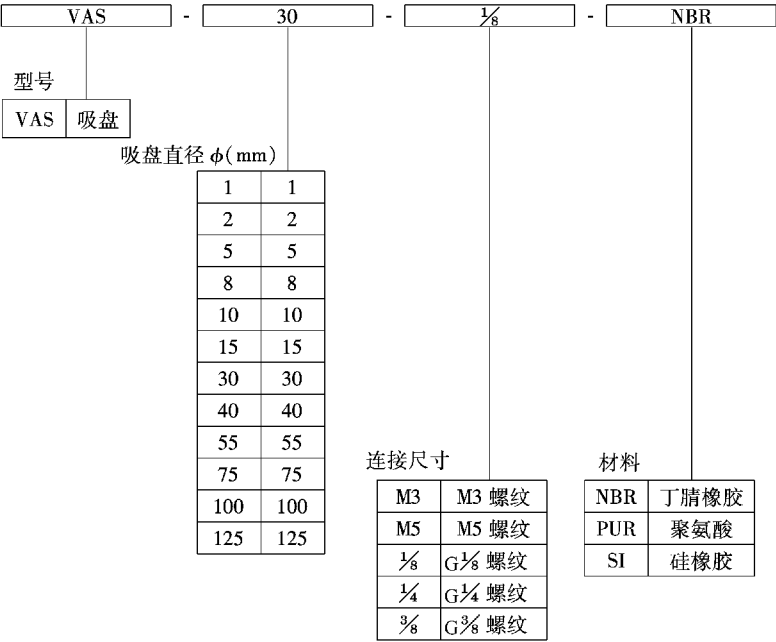 VAS - 30 - ⅛ - NBR
型号
VAS 吸盘
吸盘直径 ϕ(mm)
1 1
2 2
5 5
8 8
10 10
15 15
30 30
40 40
55 55
75 75
100 100
125 125
连接尺寸
M3 M3 螺纹
M5 M5 螺纹
⅛ G⅛ 螺纹
¼ G¼ 螺纹
⅜ G⅜ 螺纹
材料
NBR 丁腈橡胶
PUR 聚氨酸
SI 硅橡胶